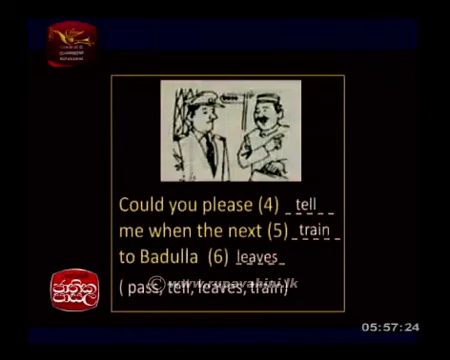 Could you please (4) _ tell _ _
me when the next (5) _ train _
to Badulla (6) _ leaves _
( pass, tell, leaves, train)
© www.rupavahini.lk
ජාතික
පාසල
05:57:24